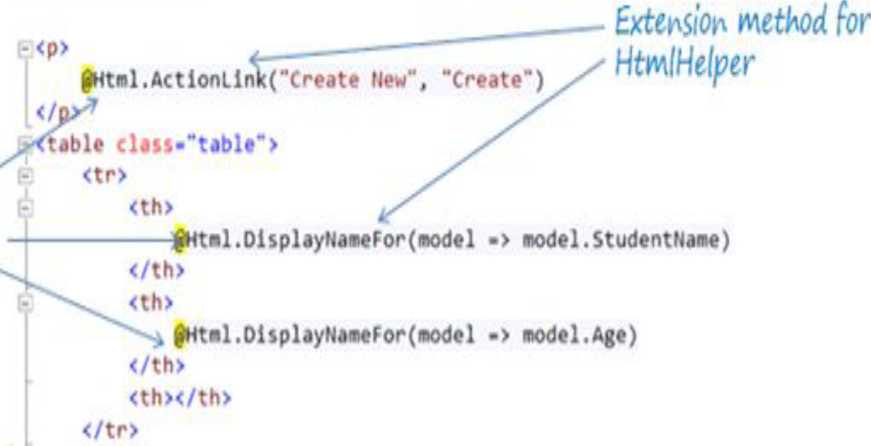 Extension method for
HtmlHelper
<p>
@Html.ActionLink("Create New", "Create")
</p>
<table class="table">
<tr>
<th>
@Html.DisplayNameFor(model => model.StudentName)
</th>
<th>
@Html.DisplayNameFor(model => model.Age)
</th>
<th></th>
</tr>